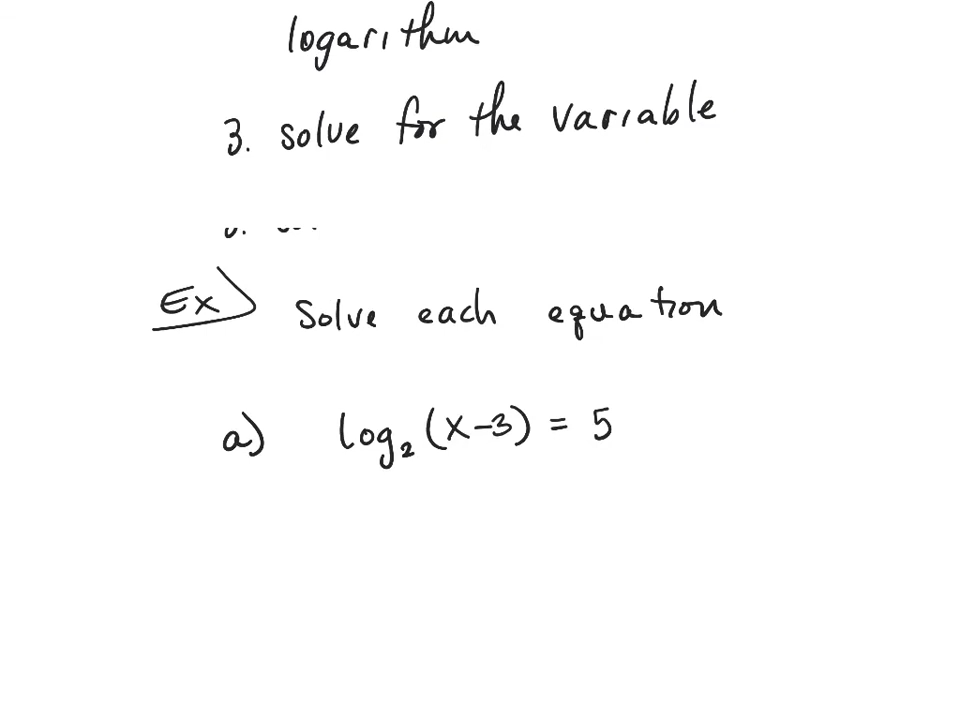 logarithm
3. solve for the variable
Ex Solve each equation
a) log₂(x-3) = 5